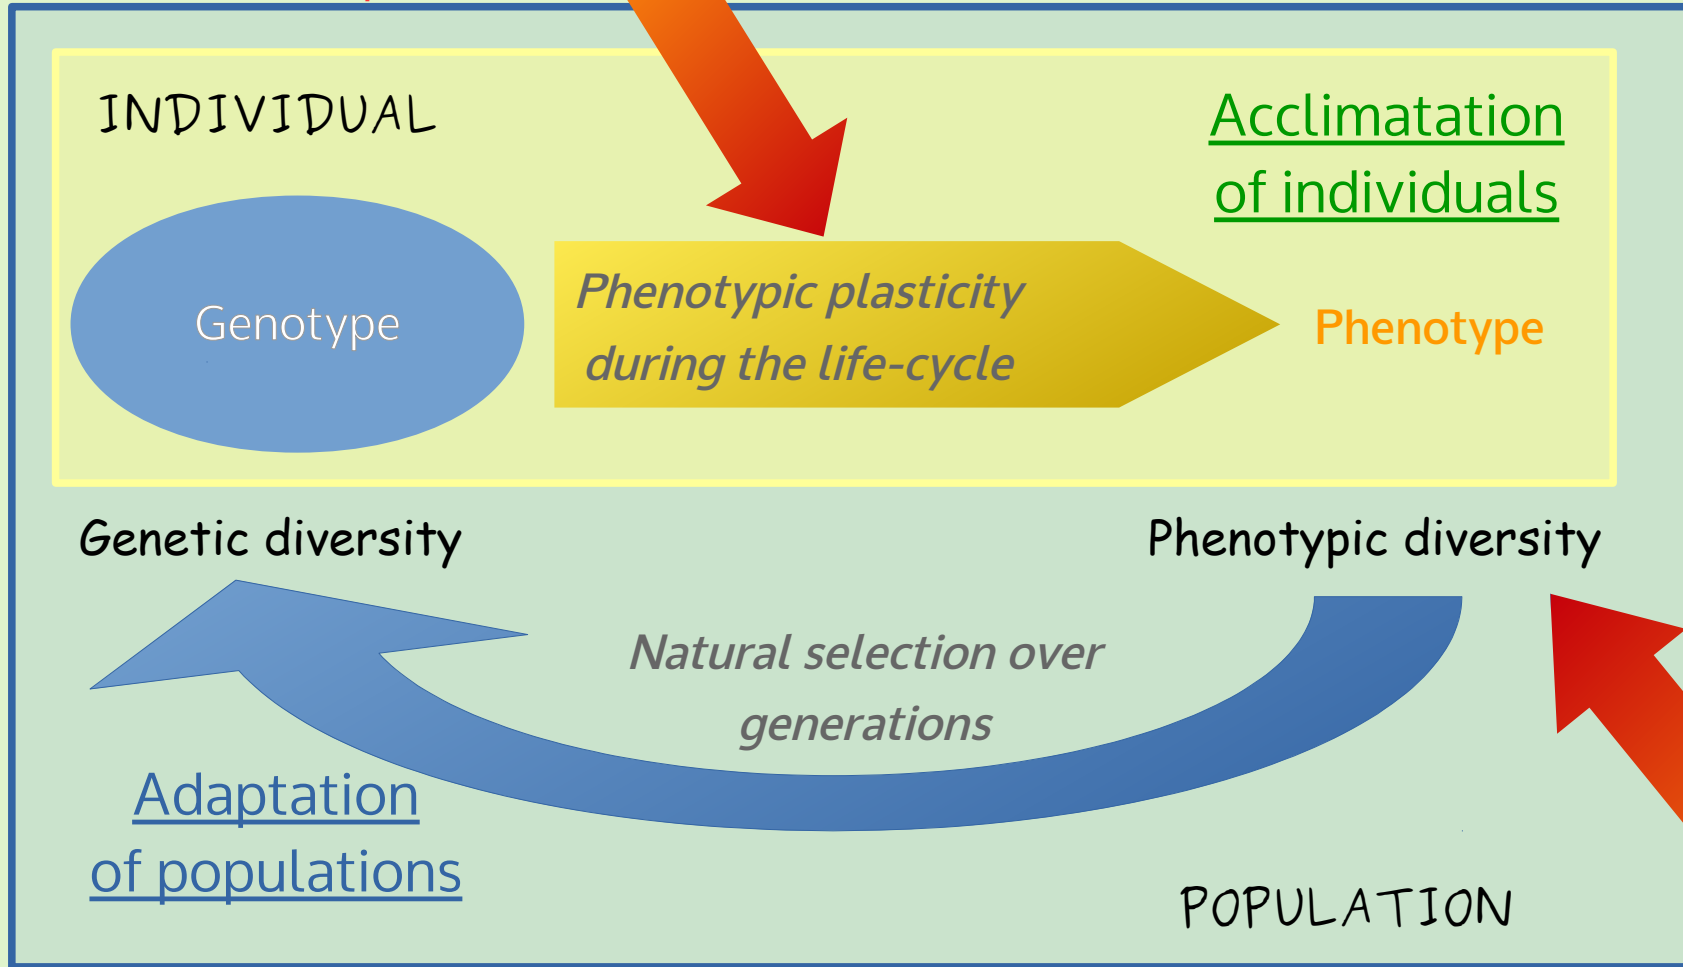 INDIVIDUAL
Acclimatation
of individuals
Genotype
Phenotypic plasticity
during the life-cycle
Phenotype
Genetic diversity
Phenotypic diversity
Natural selection over
generations
Adaptation
of populations
POPULATION